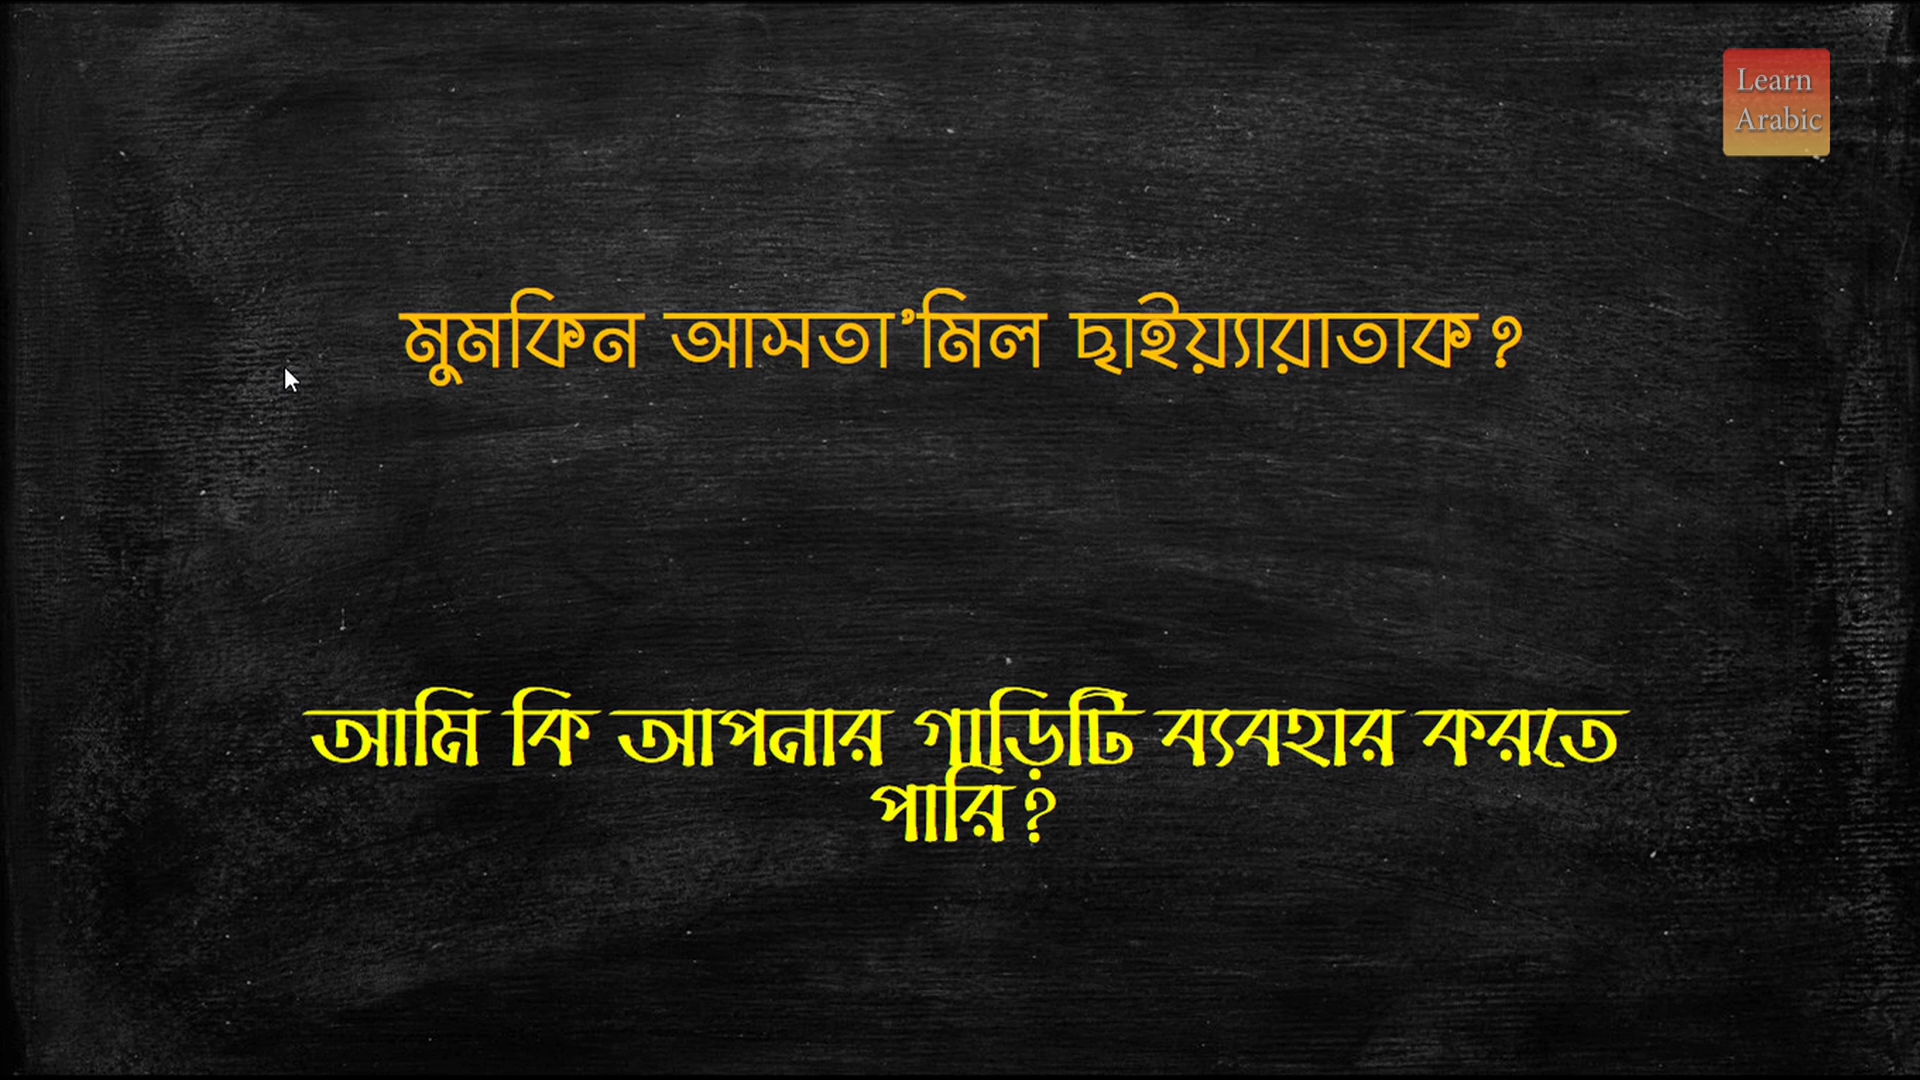 Learn
Arabic
মুমকিন আসতা'মিল ছাইয়্যারাতাক?
আমি কি আপনার গাড়িটি ব্যবহার করতে
পারি?